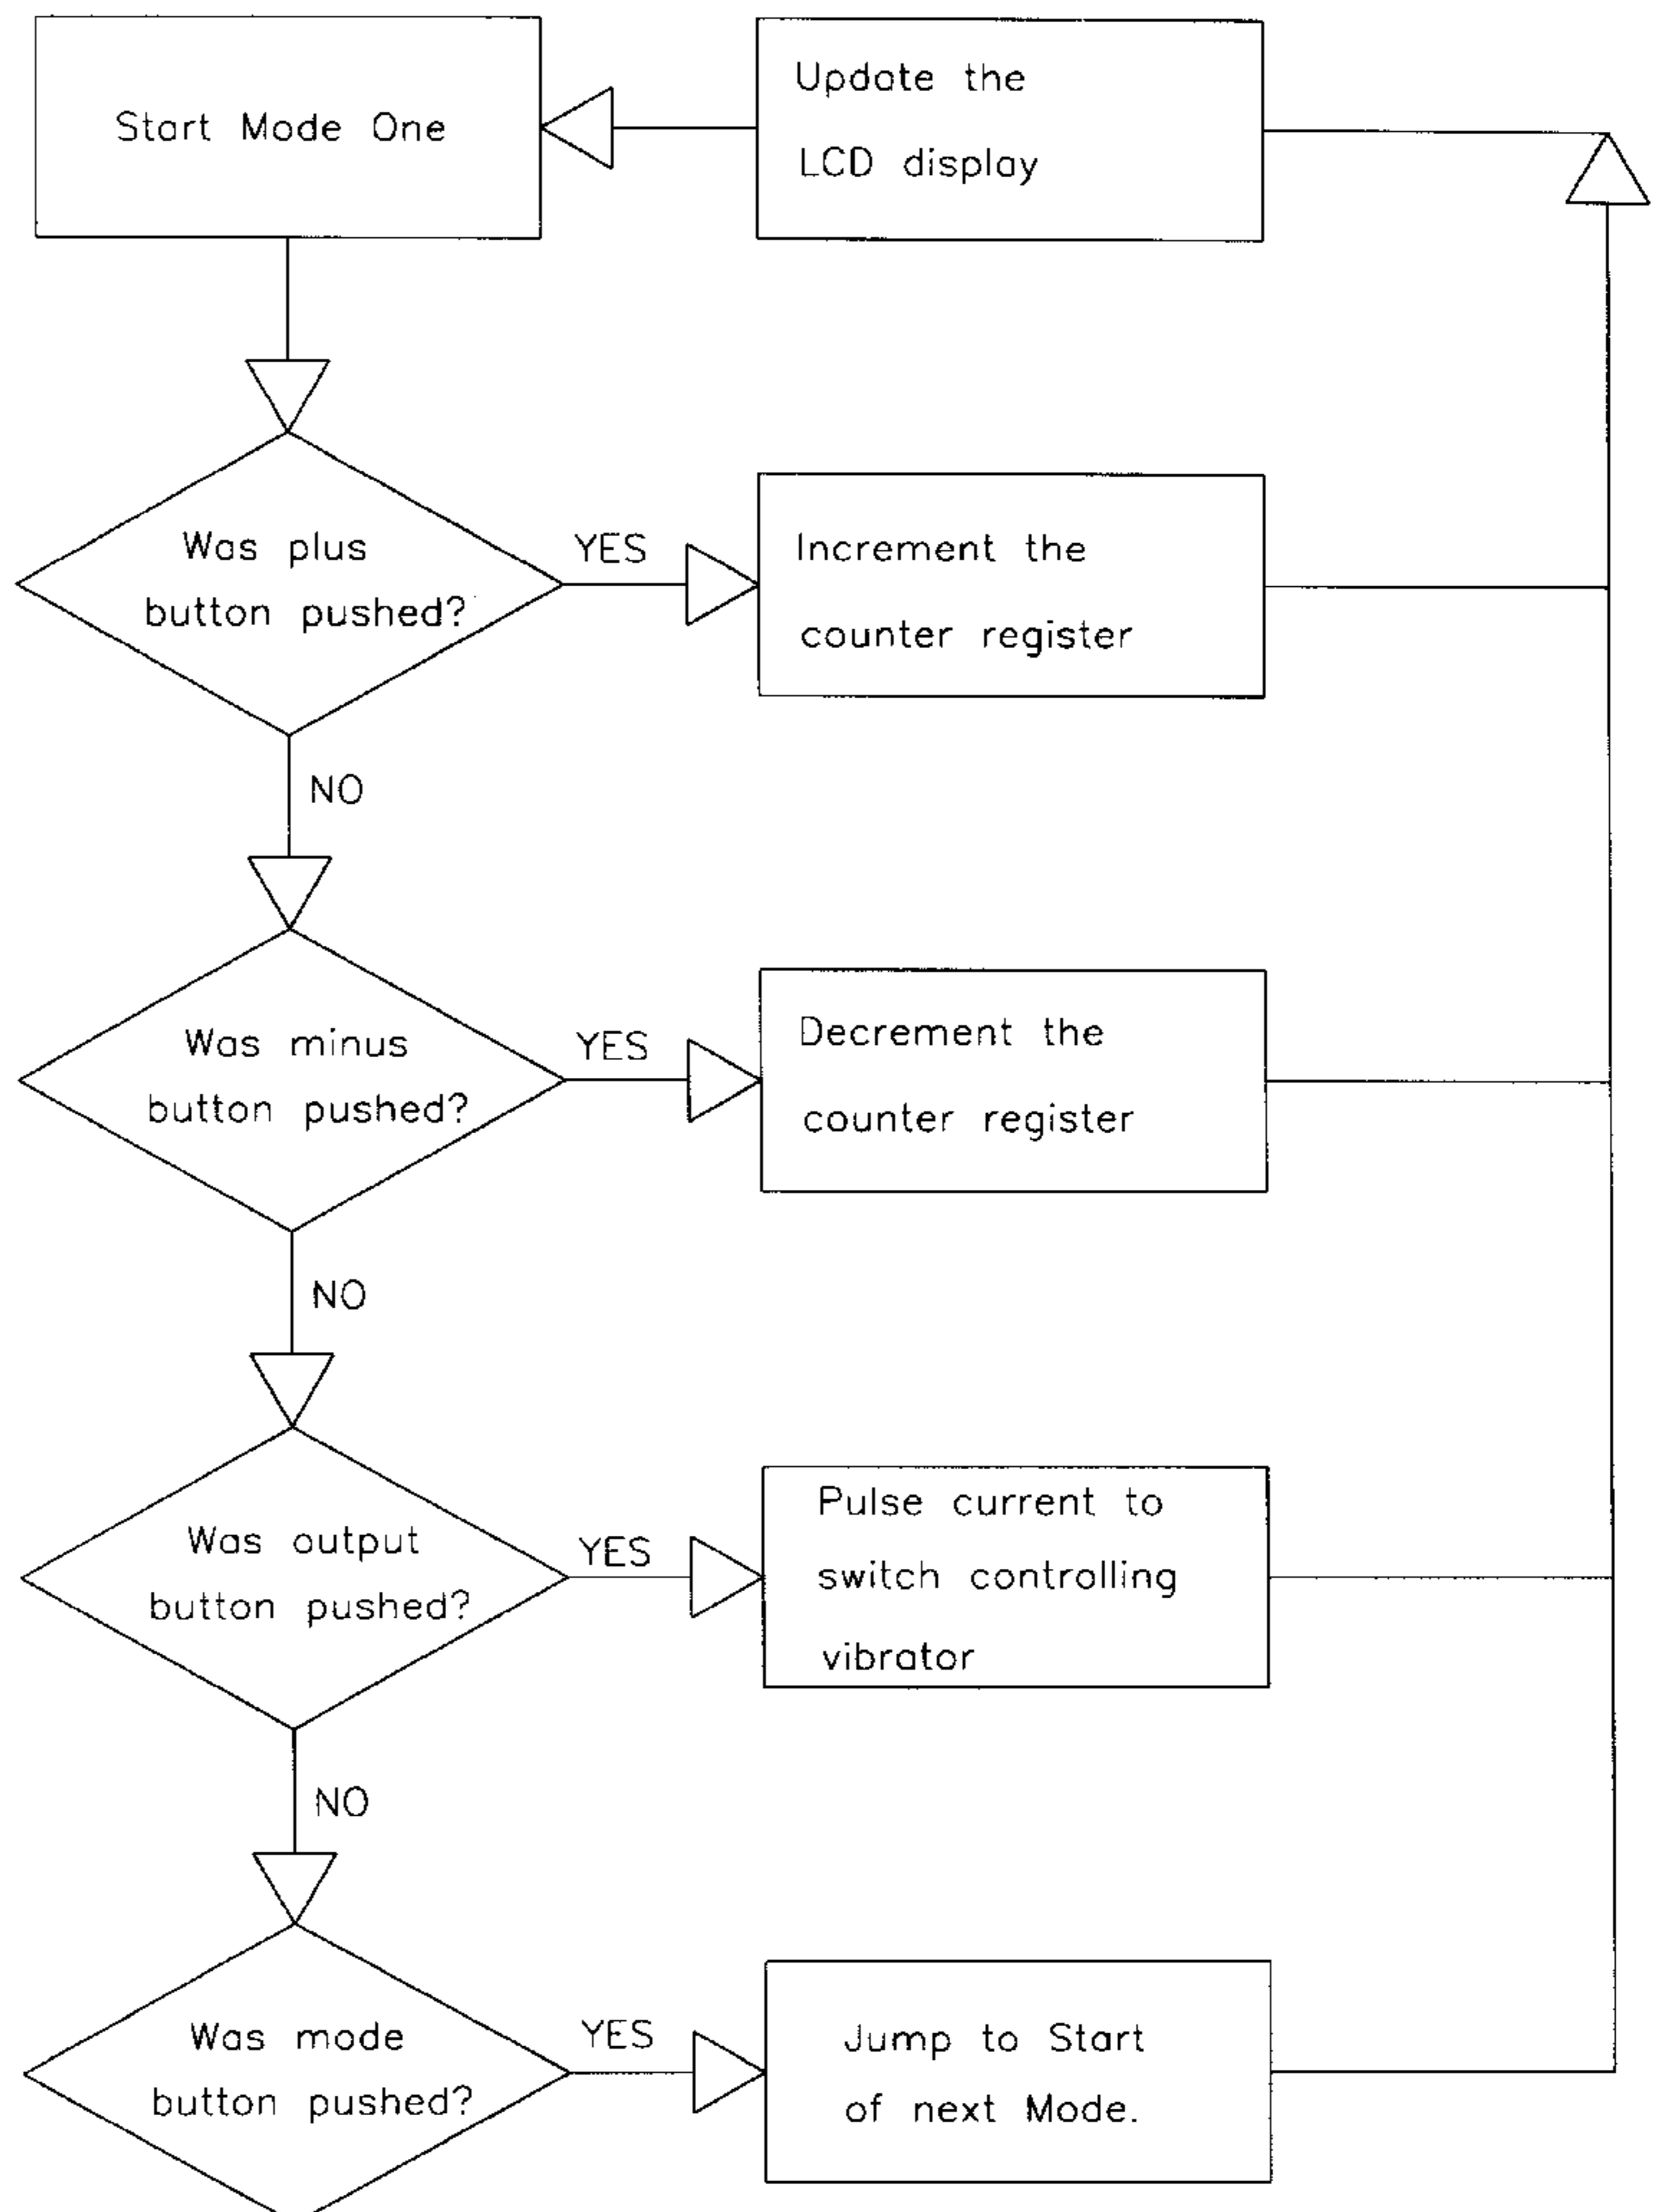 Start Mode One
Update the
LCD display
Was plus
button pushed?
YES
Increment the
counter register
NO
Was minus
button pushed?
YES
Decrement the
counter register
NO
Was output
button pushed?
YES
Pulse current to
switch controlling
vibrator
NO
Was mode
button pushed?
YES
Jump to Start
of next Mode.